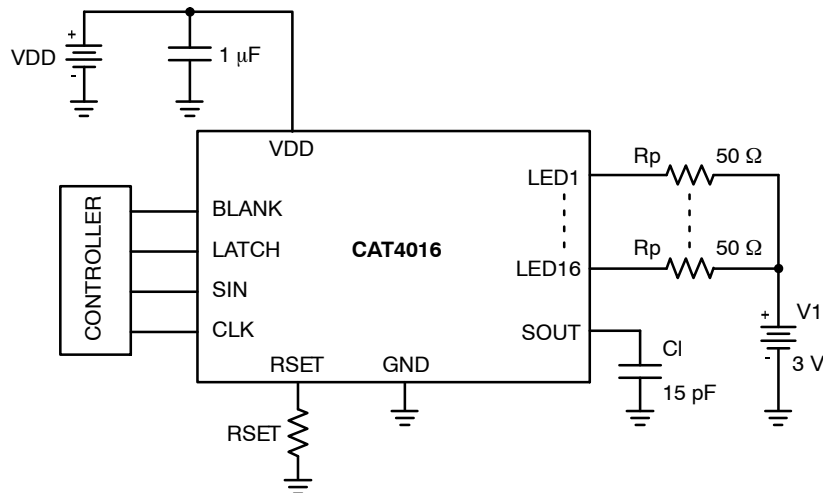 +
VDD
-
1 μF
VDD
CONTROLLER
BLANK
LATCH
SIN
CLK
CAT4016
LED1
LED16
SOUT
RSET
GND
Rp 50 Ω
Rp 50 Ω
+ V1
- 3 V
Cl
15 pF
RSET